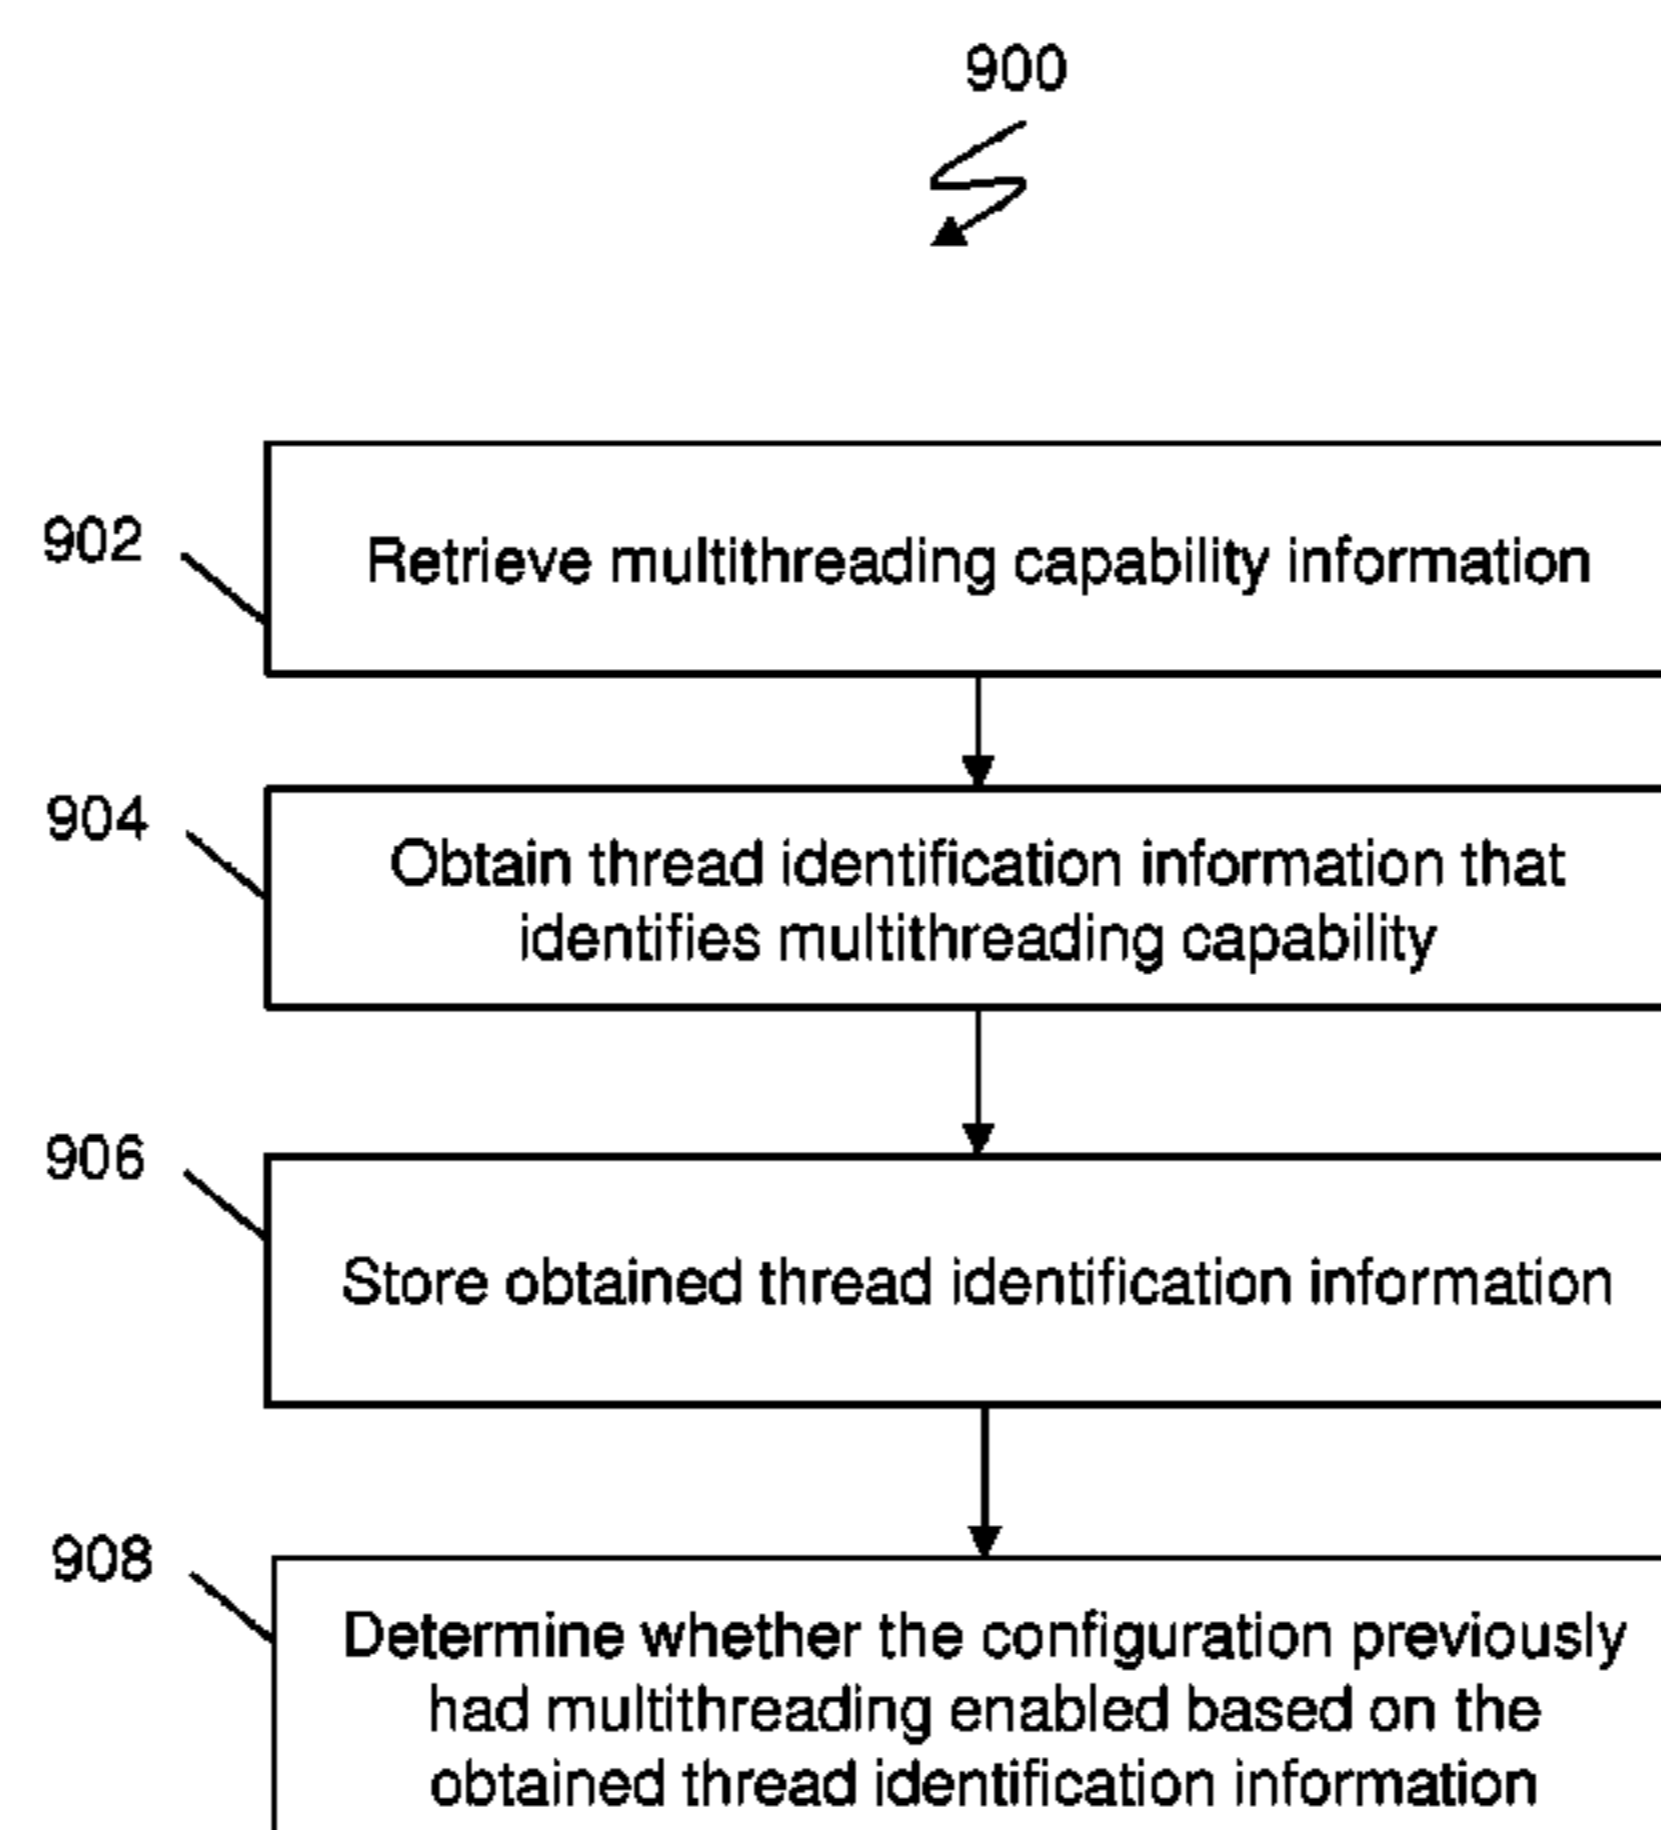 900
902
Retrieve multithreading capability information
904
Obtain thread identification information that
identifies multithreading capability
906
Store obtained thread identification information
908
Determine whether the configuration previously
had multithreading enabled based on the
obtained thread identification information